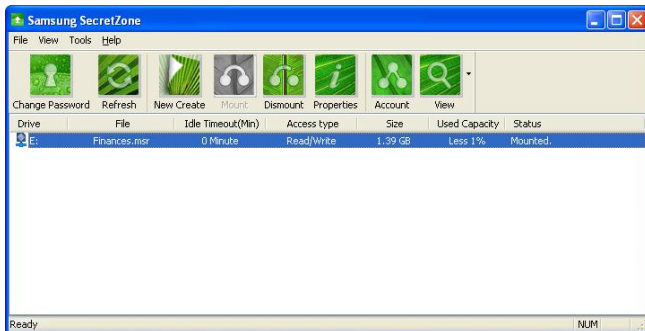 Samsung SecretZone
File View Tools Help
Change Password Refresh New Create Mount Dismount Properties Account View
Drive File Idle Timeout(Min) Access type Size Used Capacity Status
E: Finances.msr 0 Minute Read/Write 1.39 GB Less 1% Mounted.
Ready NUM